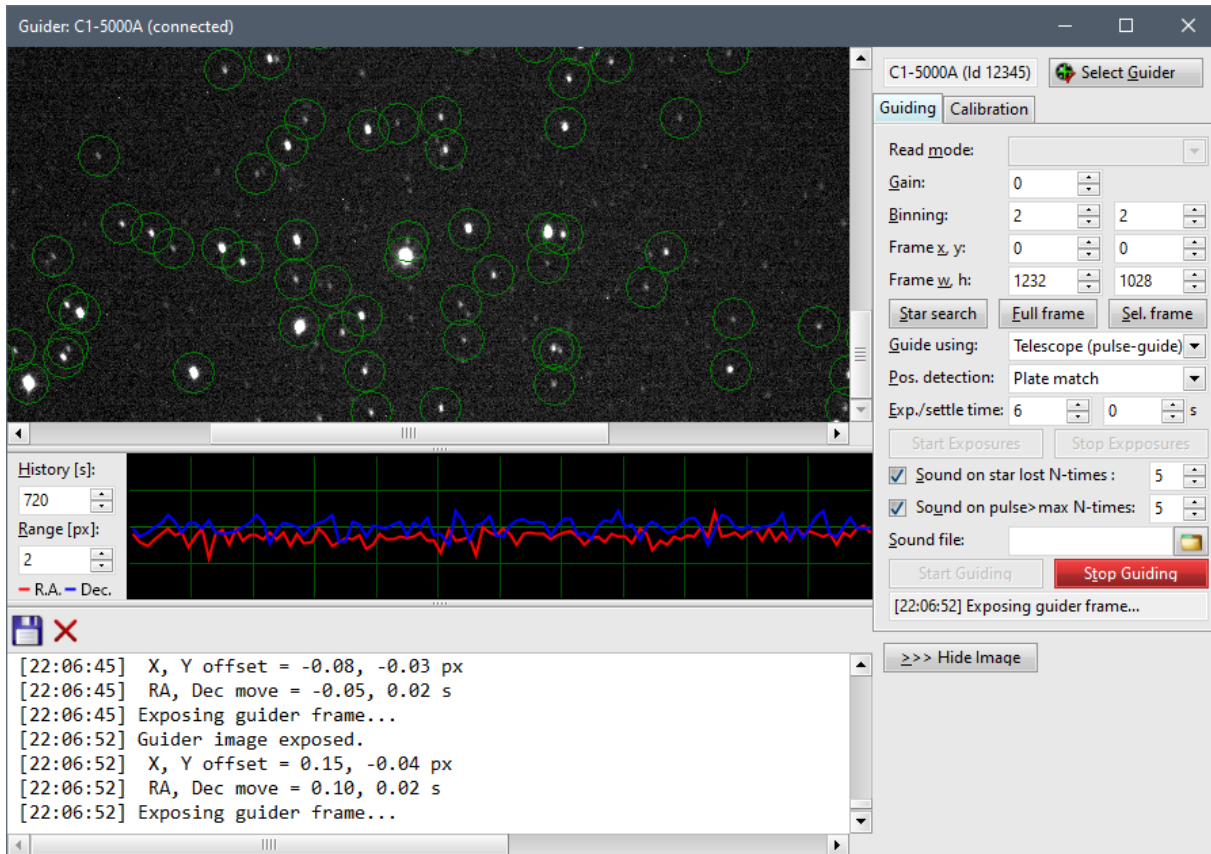 Guider: C1-5000A (connected)
C1-5000A (Id 12345) Select Guider
Guiding Calibration
Read mode:
Gain: 0
Binning: 2 2
Frame x, y: 0 0
Frame w, h: 1232 1028
Star search Full frame Sel. frame
Guide using: Telescope (pulse-guide)
Pos. detection: Plate match
Exp./settle time: 6 0 s
Start Exposures Stop Expposures
Sound on star lost N-times : 5
Sound on pulse>max N-times: 5
Sound file:
Start Guiding Stop Guiding
[22:06:52] Exposing guider frame...
>>> Hide Image
History [s]:
720
Range [px]:
2
R.A. Dec.
[22:06:45] X, Y offset = -0.08, -0.03 px
[22:06:45] RA, Dec move = -0.05, 0.02 s
[22:06:45] Exposing guider frame...
[22:06:52] Guider image exposed.
[22:06:52] X, Y offset = 0.15, -0.04 px
[22:06:52] RA, Dec move = 0.10, 0.02 s
[22:06:52] Exposing guider frame...